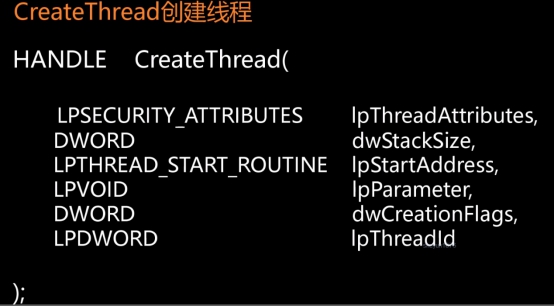 CreateThread创建线程
HANDLE CreateThread(
LPSECURITY_ATTRIBUTES lpThreadAttributes,
DWORD dwStackSize,
LPTHREAD_START_ROUTINE lpStartAddress,
LPVOID lpParameter,
DWORD dwCreationFlags,
LPDWORD lpThreadId
);